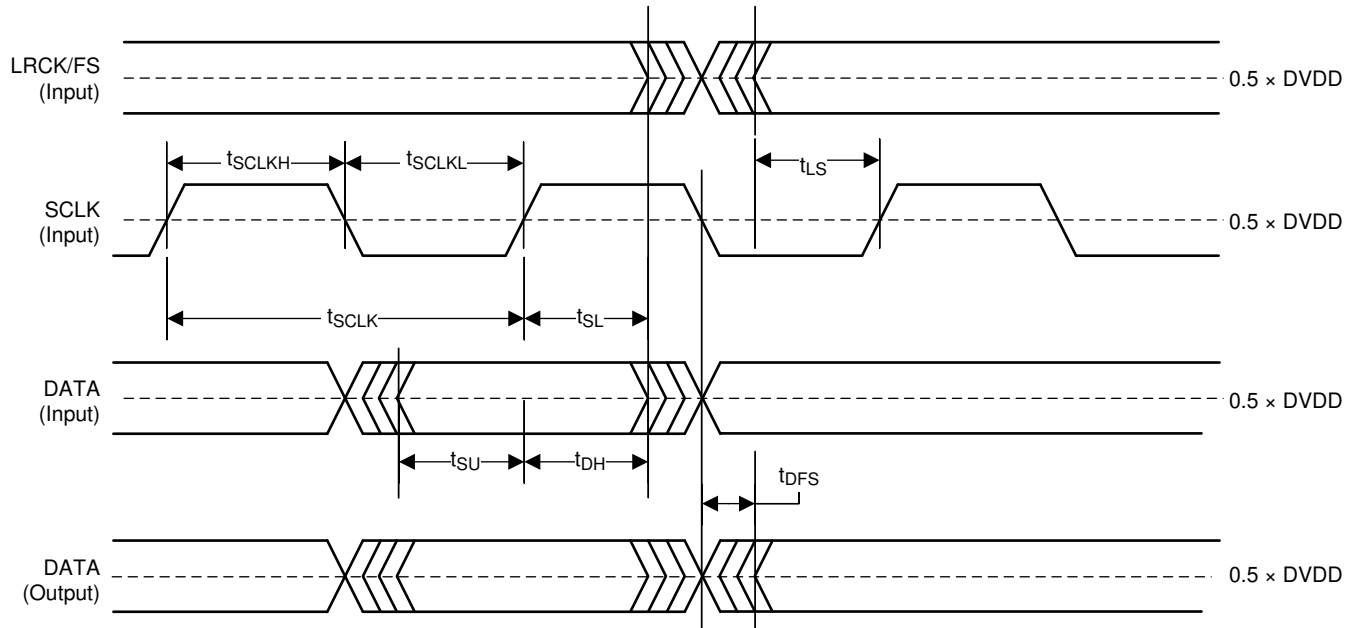 LRCK/FS
(Input)
0.5 × DVDD
tSCLKH
tSCLKL
tLS
SCLK
(Input)
0.5 × DVDD
tSCLK
tSL
DATA
(Input)
0.5 × DVDD
tSU
tDH
tDFS
DATA
(Output)
0.5 × DVDD